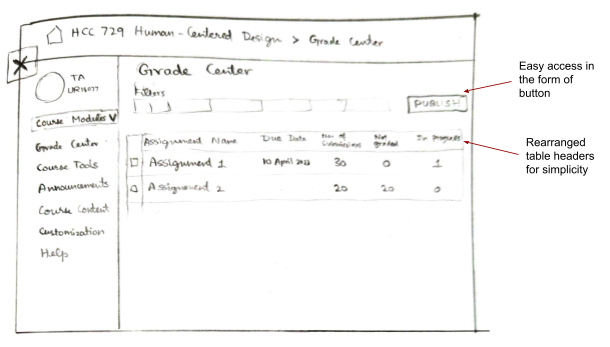 HCC 729 Human-Centered Design > Grade Center
TA
Grade Center
Filters
PUBLISH
Course Modules
Grade Center
Course Tools
Announcements
Course Content
Customization
Help
Assignment Name Due Date No. of Submissions Not graded In Progress
Assignment 1 10 April 2023 30 0 1
Assignment 2 20 20 0
Easy access in
the form of
button
Rearranged
table headers
for simplicity